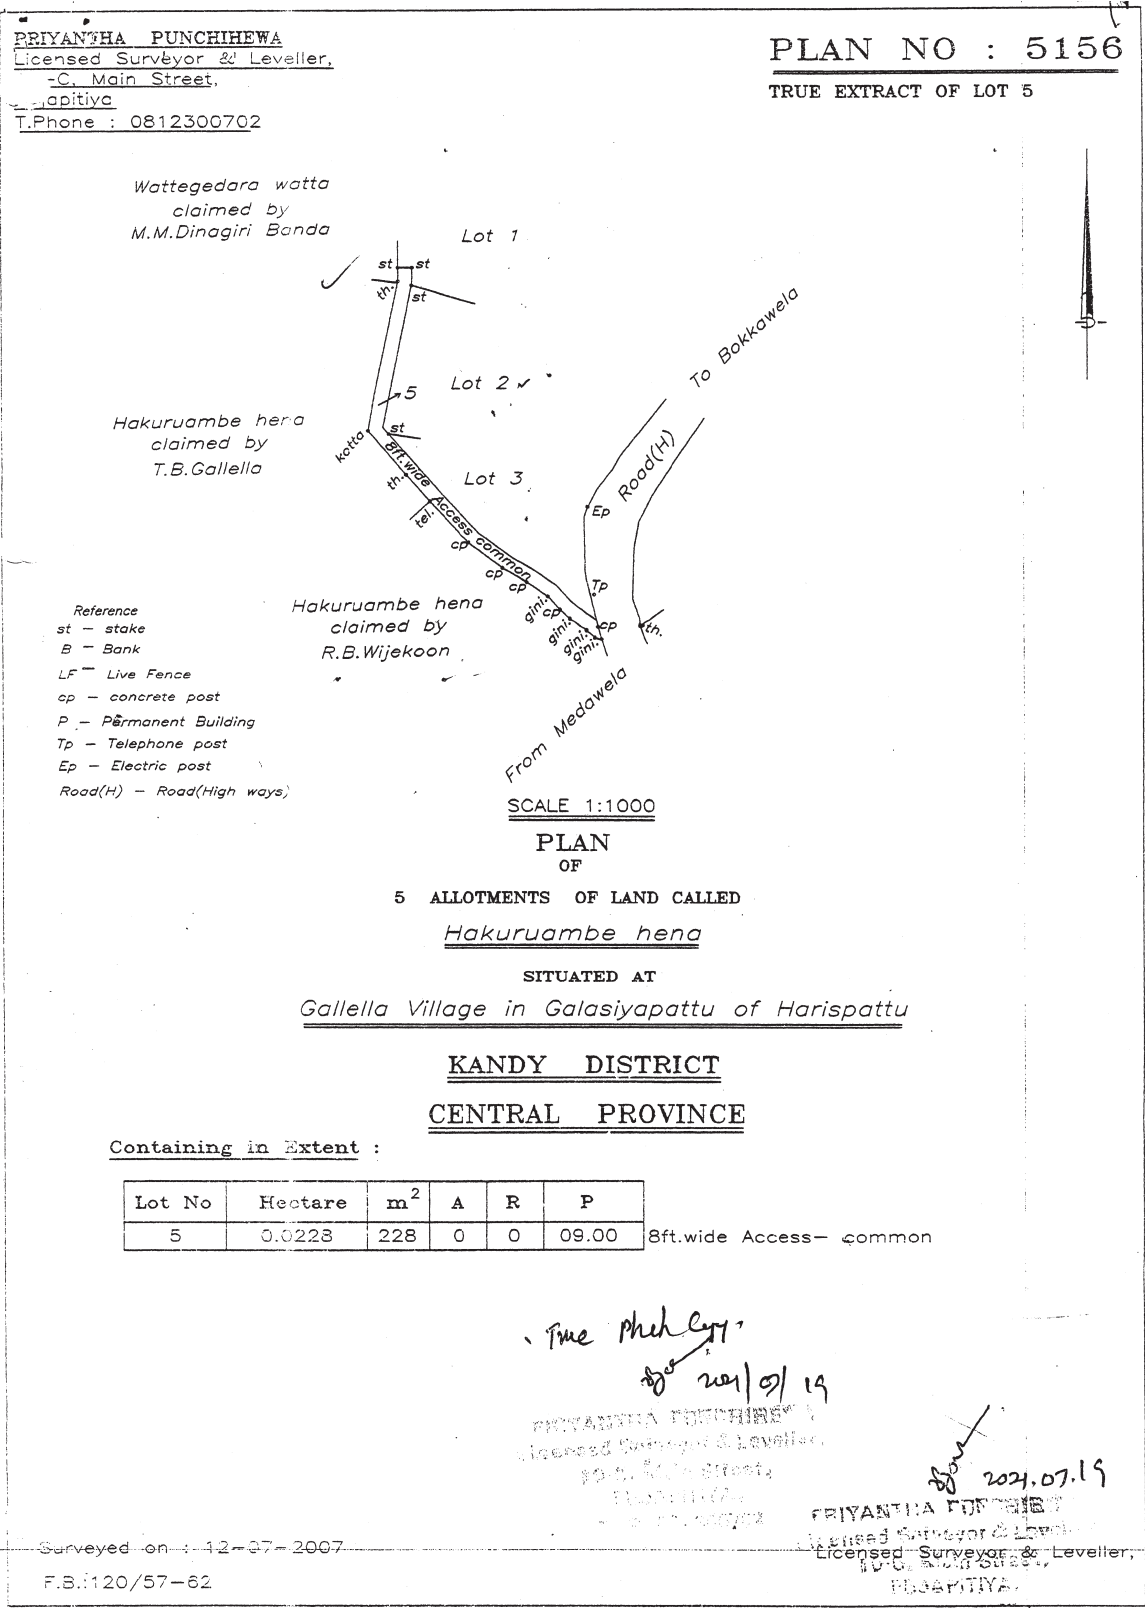 PRIYANTHA PUNCHIHEWA
Licensed Surveyor & Leveller,
-C, Main Street,
T.Phone : 0812300702
PLAN NO : 5156
TRUE EXTRACT OF LOT 5
Wattegedara watta
claimed by
M.M.Dinagiri Banda
Lot 1
st st
th.
st
To Bokkawela
5
Lot 2
Hakuruambe hena
claimed by
T.B.Gallella
kotta
st
8ft.wide Access common
Lot 3
Road(H)
th.
tel.
Ep
cp
cp
cp
Tp
gini.
cp
gini.
gini.
gini.
cp
th.
Hakuruambe hena
claimed by
R.B.Wijekoon
From Medawela
Reference
st - stake
B - Bank
LF - Live Fence
cp - concrete post
P - Permanent Building
Tp - Telephone post
Ep - Electric post
Road(H) - Road(High ways)
SCALE 1:1000
PLAN
OF
5 ALLOTMENTS OF LAND CALLED
Hakuruambe hena
SITUATED AT
Gallella Village in Galasiyapattu of Harispattu
KANDY DISTRICT
CENTRAL PROVINCE
Containing in Extent :
Lot No Hectare m² A R P
5 0.0228 228 0 0 09.00 8ft.wide Access- common
True
2021/07/19
PRIYANTHA
Licensed Surveyor & Leveller,
2021.07.19
PRIYANTHA
Licensed Surveyor &
Licensed Surveyor & Leveller,
Surveyed on : 12-07-2007
F.B.:120/57-62